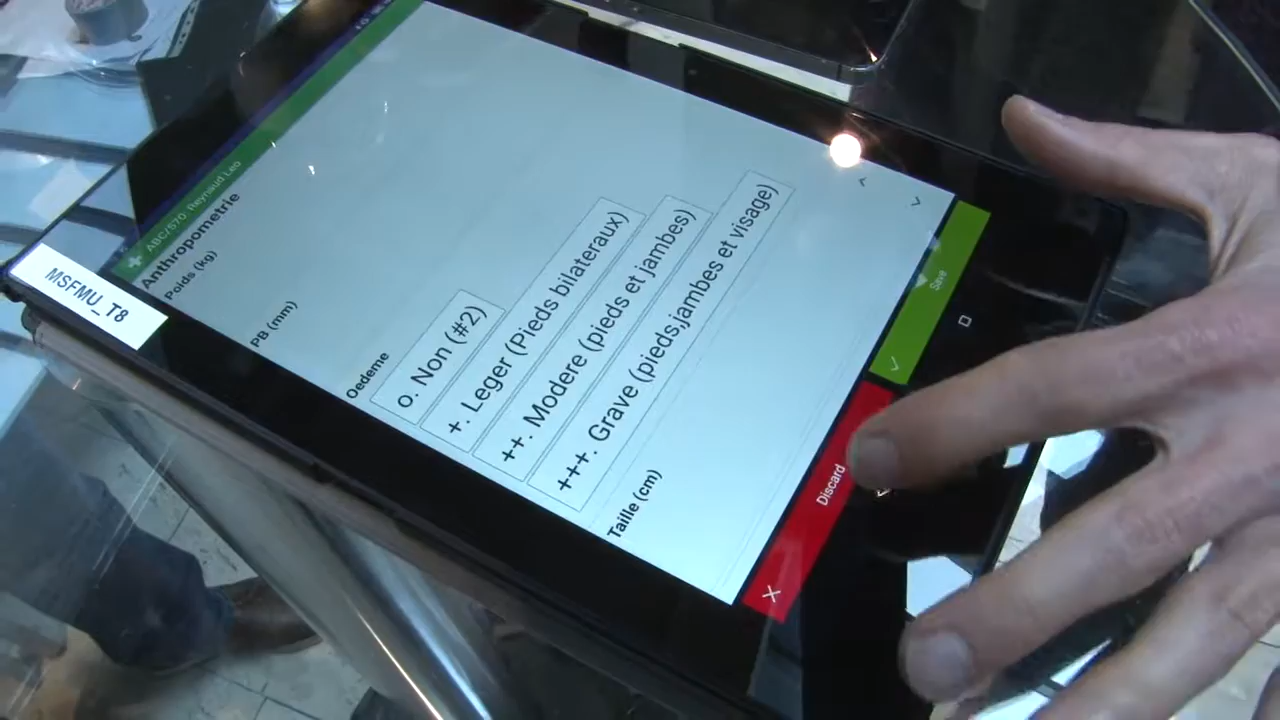 ABC/570 Reynaud Leo
Anthropometrie
Poids (kg)
PB (mm)
Oedeme
o. Non (#2)
+. Leger (Pieds bilateraux)
++. Modere (pieds et jambes)
+++. Grave (pieds,jambes et visage)
Taille (cm)
X Discard
Save
MSFMU_T8